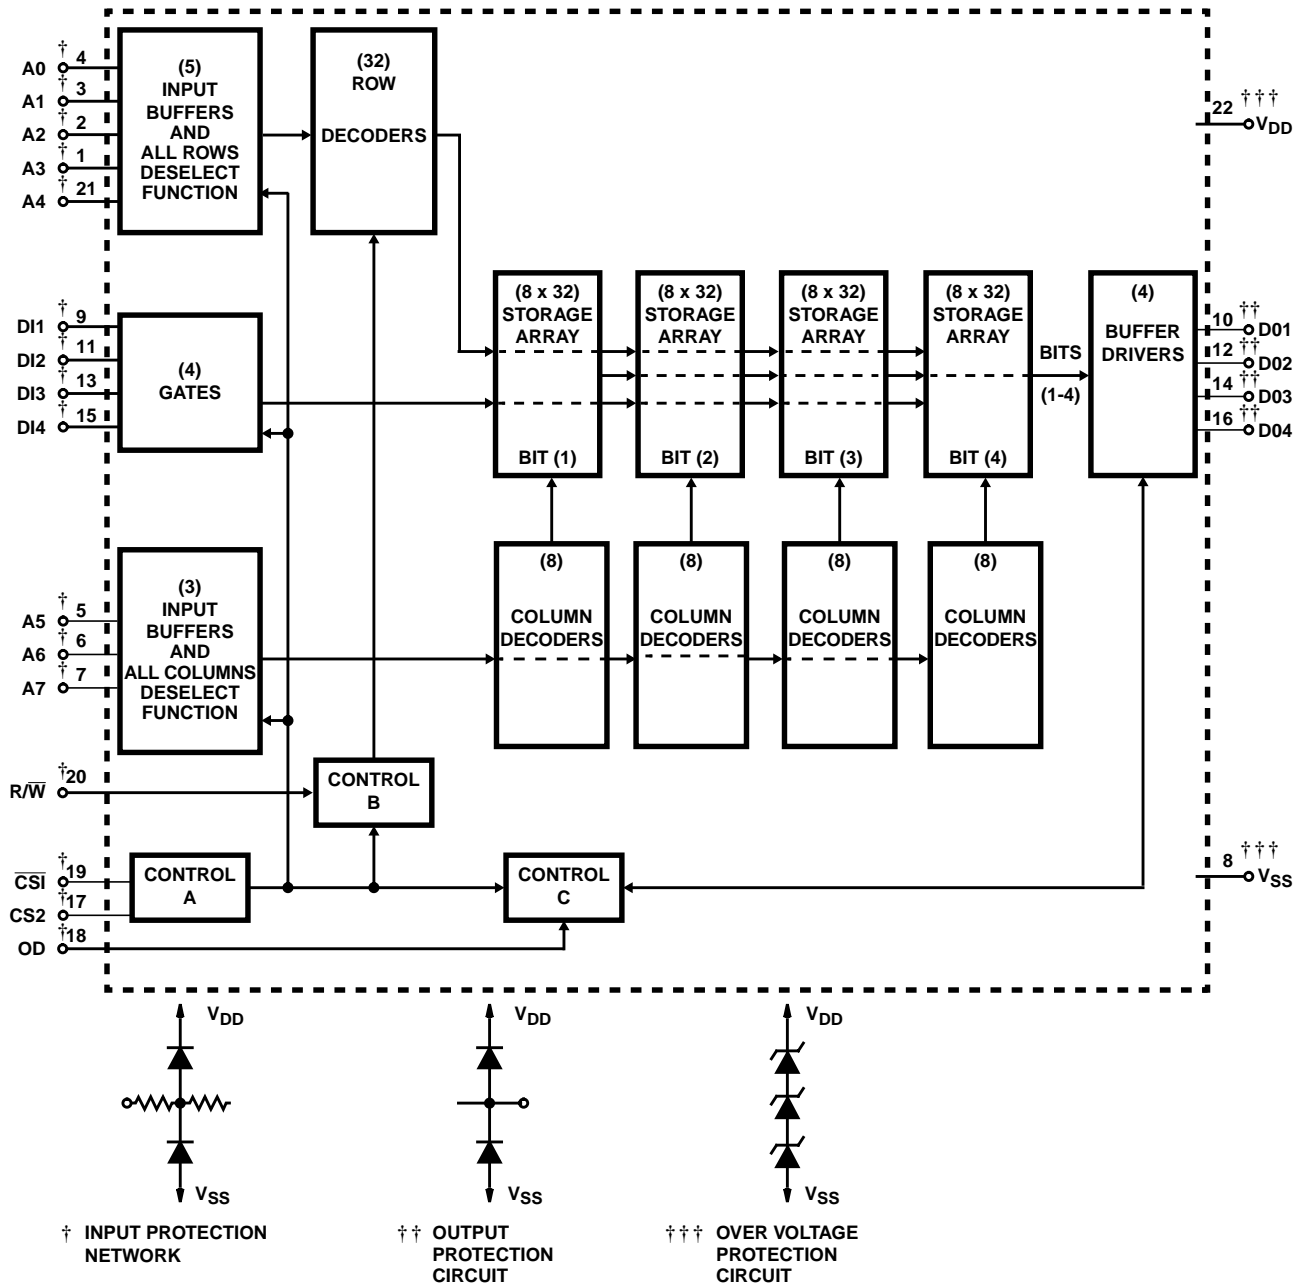 † 4
A0
† 3
A1
† 2
A2
† 1
A3
† 21
A4
(5)
INPUT
BUFFERS
AND
ALL ROWS
DESELECT
FUNCTION
(32)
ROW
DECODERS
22 †††
VDD
† 9
DI1
† 11
DI2
† 13
DI3
† 15
DI4
(4)
GATES
(8 x 32)
STORAGE
ARRAY
BIT (1)
(8 x 32)
STORAGE
ARRAY
BIT (2)
(8 x 32)
STORAGE
ARRAY
BIT (3)
(8 x 32)
STORAGE
ARRAY
BIT (4)
BITS
(1-4)
(4)
BUFFER
DRIVERS
10 ††
D01
12 ††
D02
14 ††
D03
16 ††
D04
† 5
A5
† 6
A6
† 7
A7
(3)
INPUT
BUFFERS
AND
ALL COLUMNS
DESELECT
FUNCTION
(8)
COLUMN
DECODERS
(8)
COLUMN
DECODERS
(8)
COLUMN
DECODERS
(8)
COLUMN
DECODERS
†20
R/W̅
CONTROL
B
†19
C̅S̅I̅
†17
CS2
†18
OD
CONTROL
A
CONTROL
C
8 †††
VSS
VDD
VSS
† INPUT PROTECTION
NETWORK
VDD
VSS
†† OUTPUT
PROTECTION
CIRCUIT
VDD
VSS
††† OVER VOLTAGE
PROTECTION
CIRCUIT